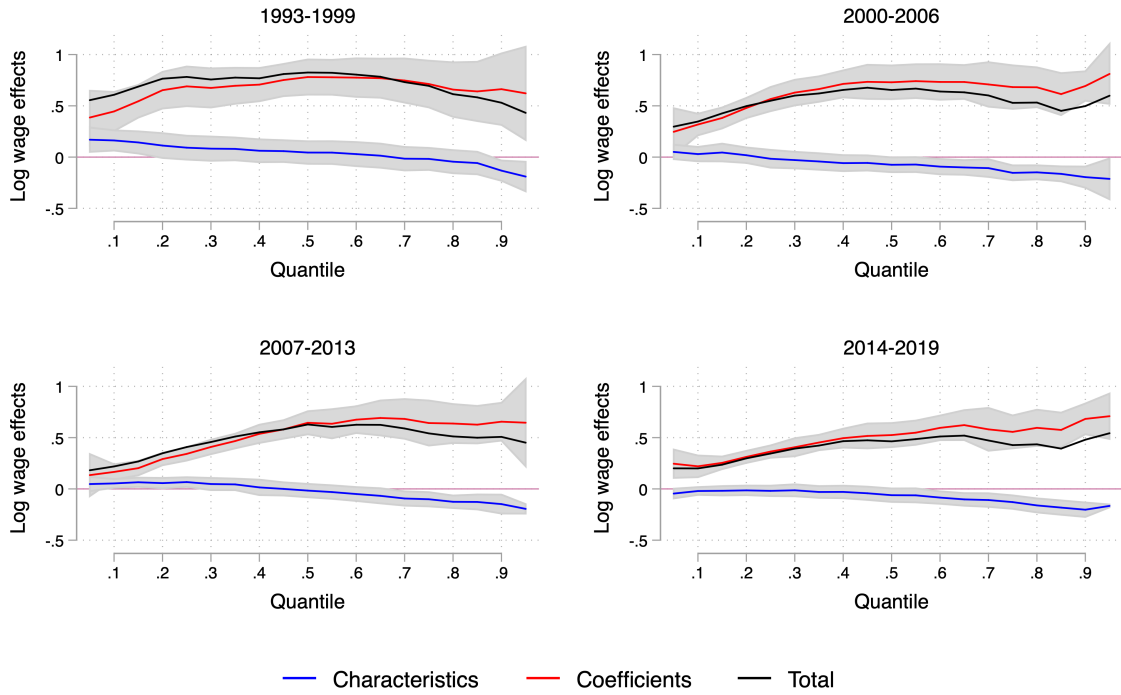 1993-1999
Log wage effects
1
.5
0
-.5
.1 .2 .3 .4 .5 .6 .7 .8 .9
Quantile
2000-2006
Log wage effects
1
.5
0
-.5
.1 .2 .3 .4 .5 .6 .7 .8 .9
Quantile
2007-2013
Log wage effects
1
.5
0
-.5
.1 .2 .3 .4 .5 .6 .7 .8 .9
Quantile
2014-2019
Log wage effects
1
.5
0
-.5
.1 .2 .3 .4 .5 .6 .7 .8 .9
Quantile
Characteristics Coefficients Total